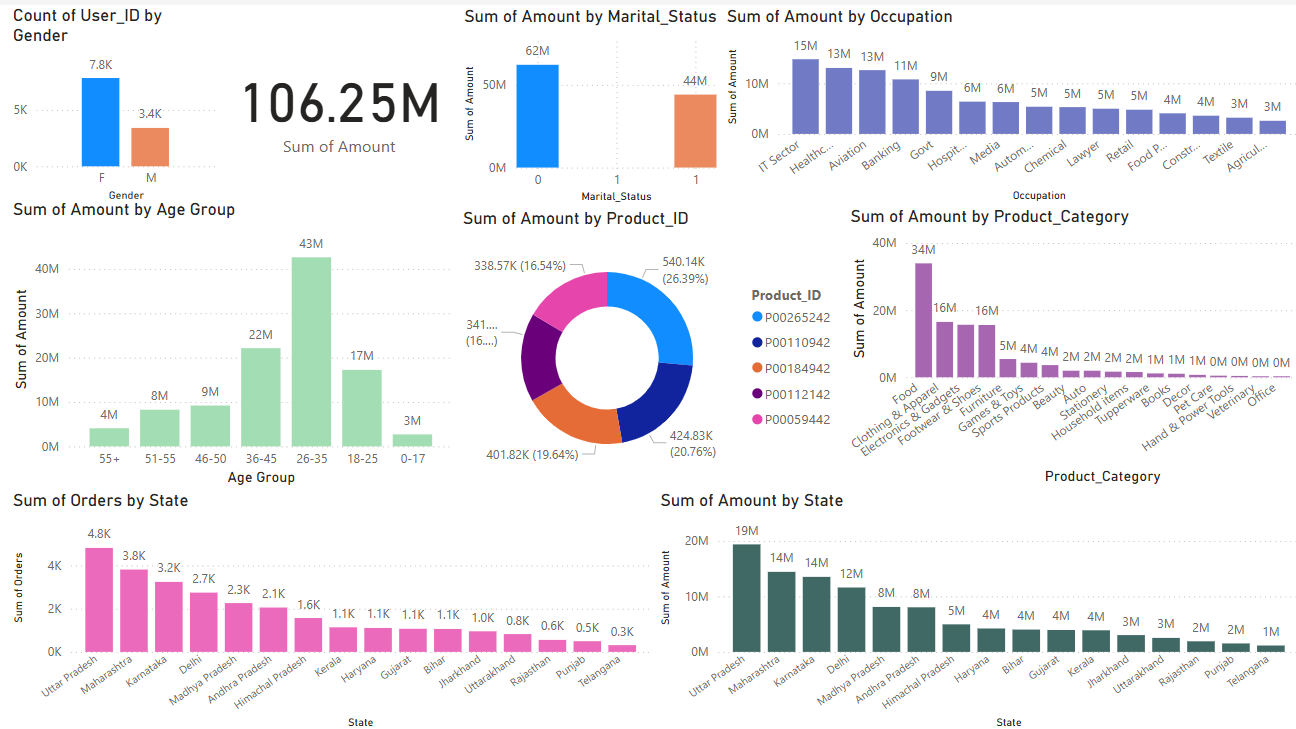 Count of User_ID by
Gender
7.8K
3.4K
5K
0K
F M
Gender
106.25M
Sum of Amount
Sum of Amount by Marital_Status
62M
44M
50M
0M
Sum of Amount
0 1 1
Marital_Status
Sum of Amount by Occupation
15M 13M 13M 11M 9M 6M 6M 5M 5M 5M 5M 4M 4M 3M 3M
10M
0M
Sum of Amount
IT Sector Healthc... Aviation Banking Govt Hospit... Media Autom... Chemical Lawyer Retail Food P... Constr... Textile Agricul...
Occupation
Sum of Amount by Age Group
43M
40M
30M
22M
20M
17M
10M
9M
8M
4M
3M
0M
Sum of Amount
55+ 51-55 46-50 36-45 26-35 18-25 0-17
Age Group
Sum of Amount by Product_ID
338.57K (16.54%)
540.14K
(26.39%)
341....
(16....)
424.83K
(20.76%)
401.82K (19.64%)
Product_ID
P00265242
P00110942
P00184942
P00112142
P00059442
Sum of Amount by Product_Category
40M
20M
0M
34M 16M 16M 5M 4M 4M 2M 2M 2M 2M 1M 1M 1M 0M 0M 0M 0M
Sum of Amount
Food Clothing & Apparel Electronics & Gadgets Footwear & Shoes Furniture Games & Toys Sports Products Beauty Auto Stationery Household items Tupperware Books Decor Pet Care Hand & Power Tools Veterinary Office
Product_Category
Sum of Orders by State
4.8K 3.8K 3.2K 2.7K 2.3K 2.1K 1.6K 1.1K 1.1K 1.1K 1.1K 1.0K 0.8K 0.6K 0.5K 0.3K
4K
2K
0K
Sum of Orders
Uttar Pradesh Maharashtra Karnataka Delhi Madhya Pradesh Andhra Pradesh Himachal Pradesh Kerala Haryana Gujarat Bihar Jharkhand Uttarakhand Rajasthan Punjab Telangana
State
Sum of Amount by State
19M 14M 14M 12M 8M 8M 5M 4M 4M 4M 4M 3M 3M 2M 2M 1M
20M
10M
0M
Sum of Amount
Uttar Pradesh Maharashtra Karnataka Delhi Madhya Pradesh Andhra Pradesh Himachal Pradesh Haryana Bihar Gujarat Kerala Jharkhand Uttarakhand Rajasthan Punjab Telangana
State